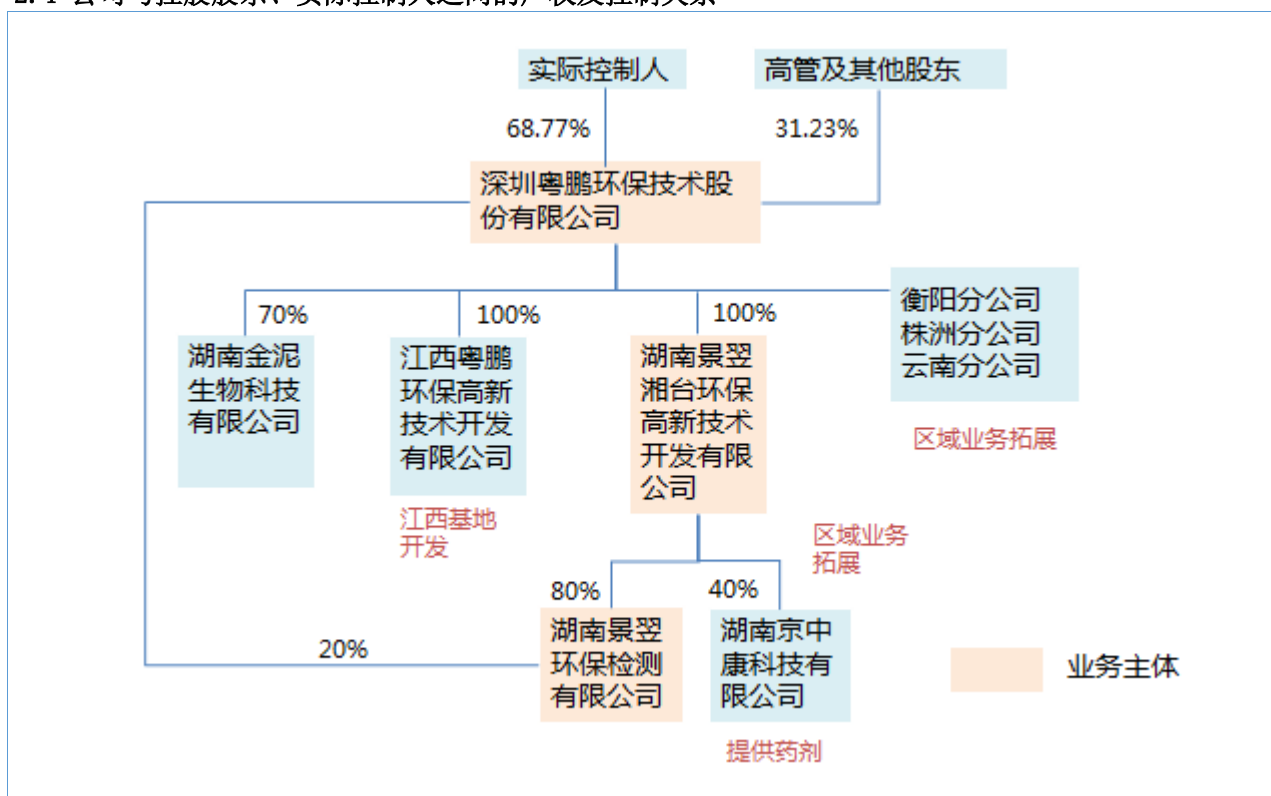 实际控制人
高管及其他股东
68.77%
31.23%
深圳粤鹏环保技术股
份有限公司
70%
100%
100%
湖南金泥
生物科技
有限公司
江西粤鹏
环保高新
技术开发
有限公司
湖南景翌
湘台环保
高新技术
开发有限
公司
衡阳分公司
株洲分公司
云南分公司
区域业务拓展
江西基地
开发
区域业务
拓展
80%
40%
20%
湖南景翌
环保检测
有限公司
湖南京中
康科技有
限公司
业务主体
提供药剂